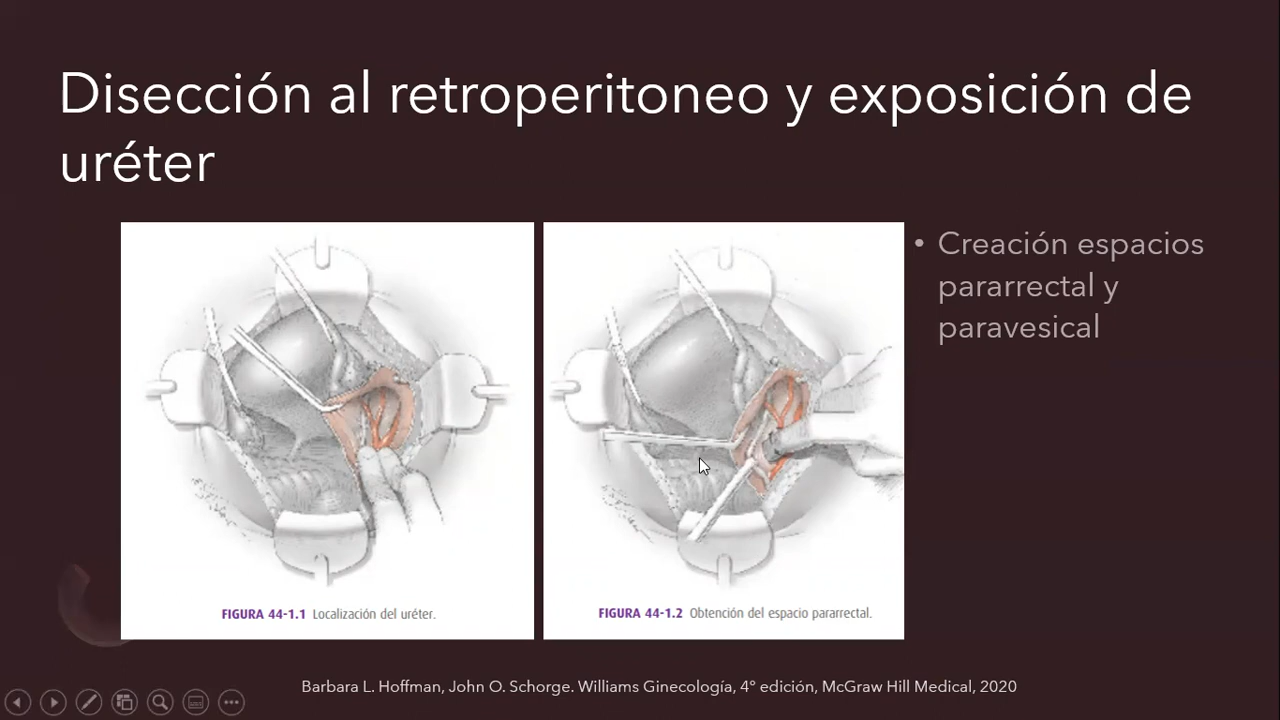 Disección al retroperitoneo y exposición de
uréter
• Creación espacios
pararrectal y
paravesical
FIGURA 44-1.1 Localización del uréter.
FIGURA 44-1.2 Obtención del espacio pararrectal.
Barbara L. Hoffman, John O. Schorge. Williams Ginecología, 4° edición, McGraw Hill Medical, 2020